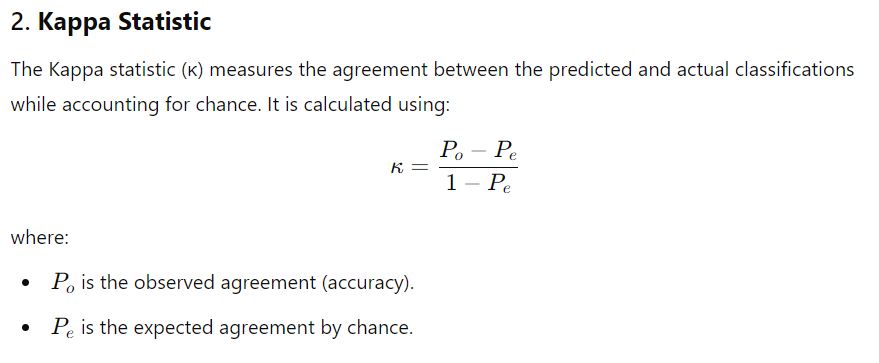 2. Kappa Statistic
The Kappa statistic (κ) measures the agreement between the predicted and actual classifications
while accounting for chance. It is calculated using:
κ = \frac{P_o − P_e}{1 − P_e}
where:
• P_o is the observed agreement (accuracy).
• P_e is the expected agreement by chance.